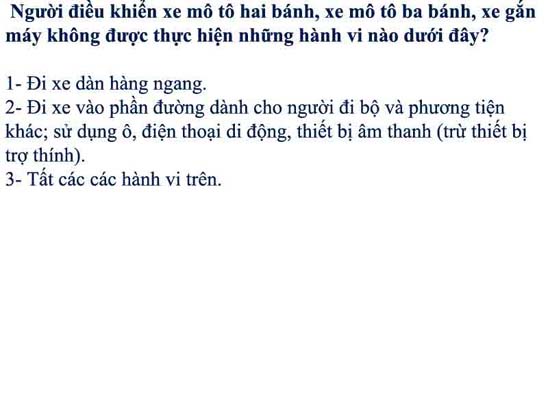 Người điều khiển xe mô tô hai bánh, xe mô tô ba bánh, xe gắn
máy không được thực hiện những hành vi nào dưới đây?
1- Đi xe dàn hàng ngang.
2- Đi xe vào phần đường dành cho người đi bộ và phương tiện
khác; sử dụng ô, điện thoại di động, thiết bị âm thanh (trừ thiết bị
trợ thính).
3- Tất các các hành vi trên.